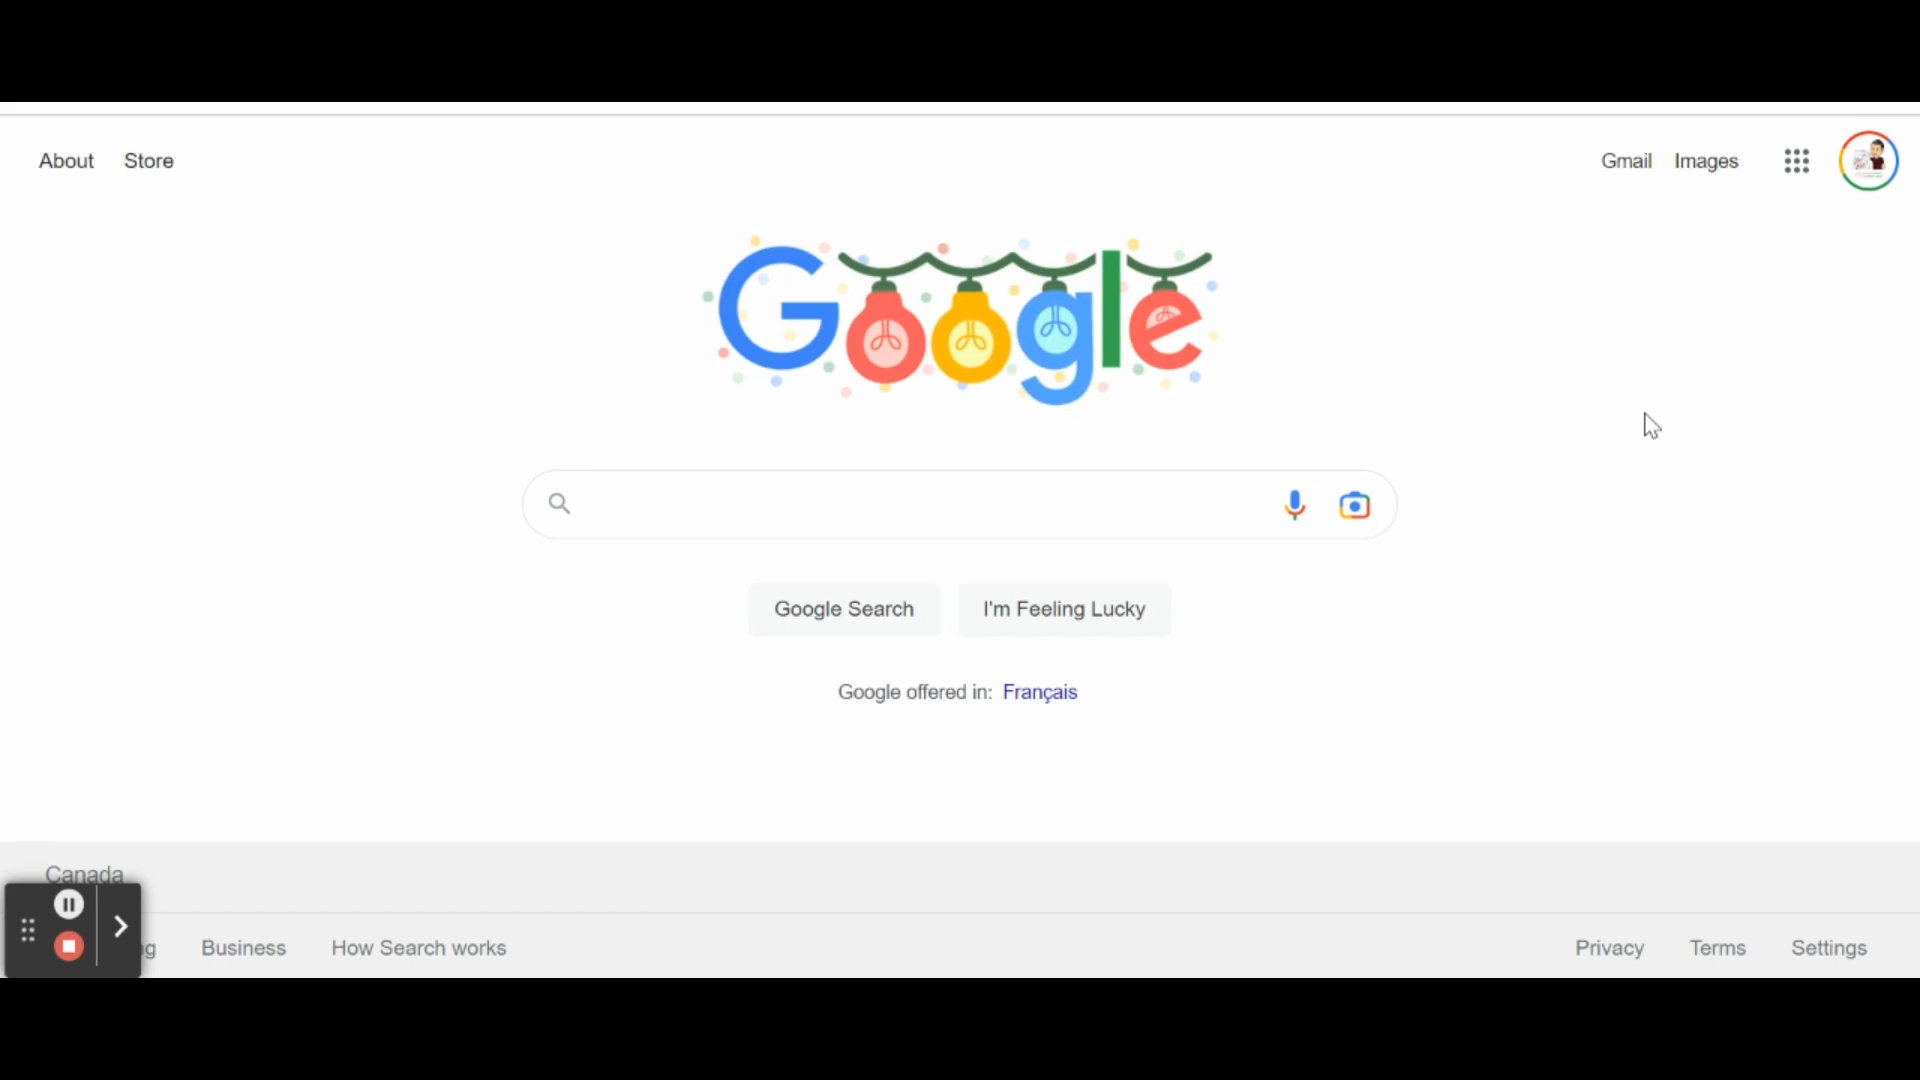 About Store
Gmail Images
Google
Google Search I'm Feeling Lucky
Google offered in: Français
Canada
Business How Search works
Privacy Terms Settings